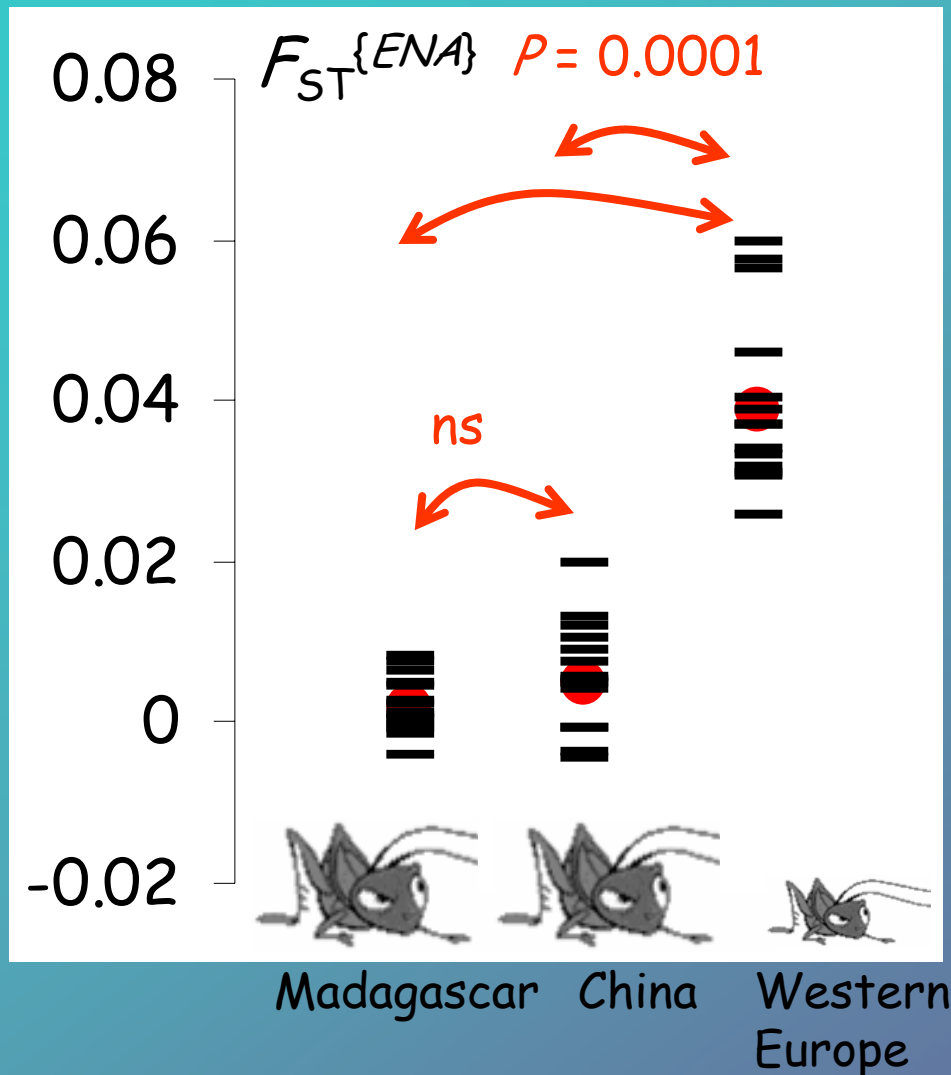 F_ST^{ENA} P = 0.0001
0.08
0.06
0.04
ns
0.02
0
-0.02
Madagascar China Western
Europe